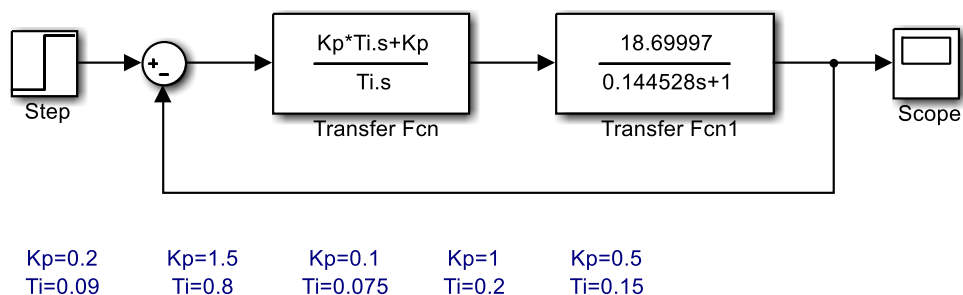 Kp*Ti.s+Kp
Ti.s
18.69997
0.144528s+1
+
−
Step
Transfer Fcn
Transfer Fcn1
Scope
Kp=0.2 Kp=1.5 Kp=0.1 Kp=1 Kp=0.5
Ti=0.09 Ti=0.8 Ti=0.075 Ti=0.2 Ti=0.15